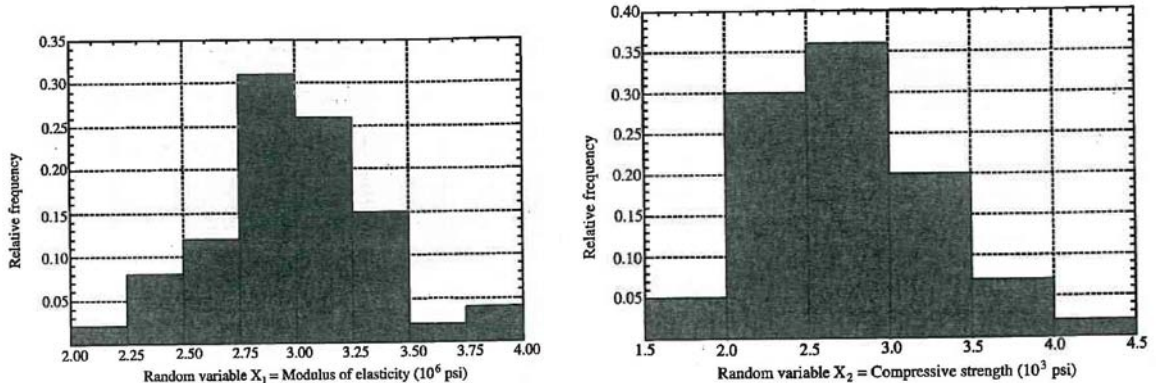 Relative frequency
0.35
0.30
0.25
0.20
0.15
0.10
0.05
2.00 2.25 2.50 2.75 3.00 3.25 3.50 3.75 4.00
Random variable X₁ = Modulus of elasticity (10⁶ psi)
Relative frequency
0.40
0.35
0.30
0.25
0.20
0.15
0.10
0.05
1.5 2.0 2.5 3.0 3.5 4.0 4.5
Random variable X₂ = Compressive strength (10³ psi)